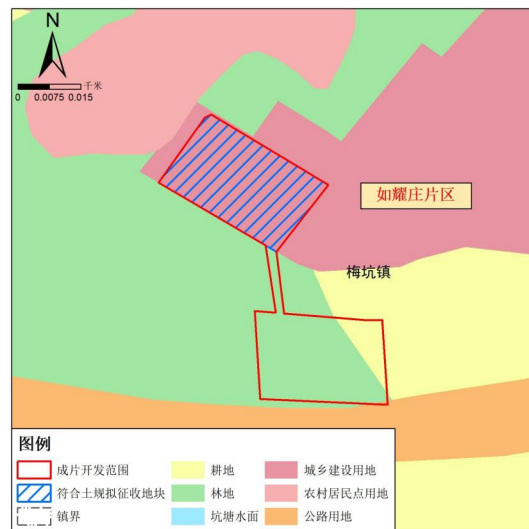 N
千米
0 0.0075 0.015
如耀庄片区
梅坑镇
图例
成片开发范围
耕地
城乡建设用地
符合土规拟征收地块
林地
农村居民点用地
镇界
坑塘水面
公路用地